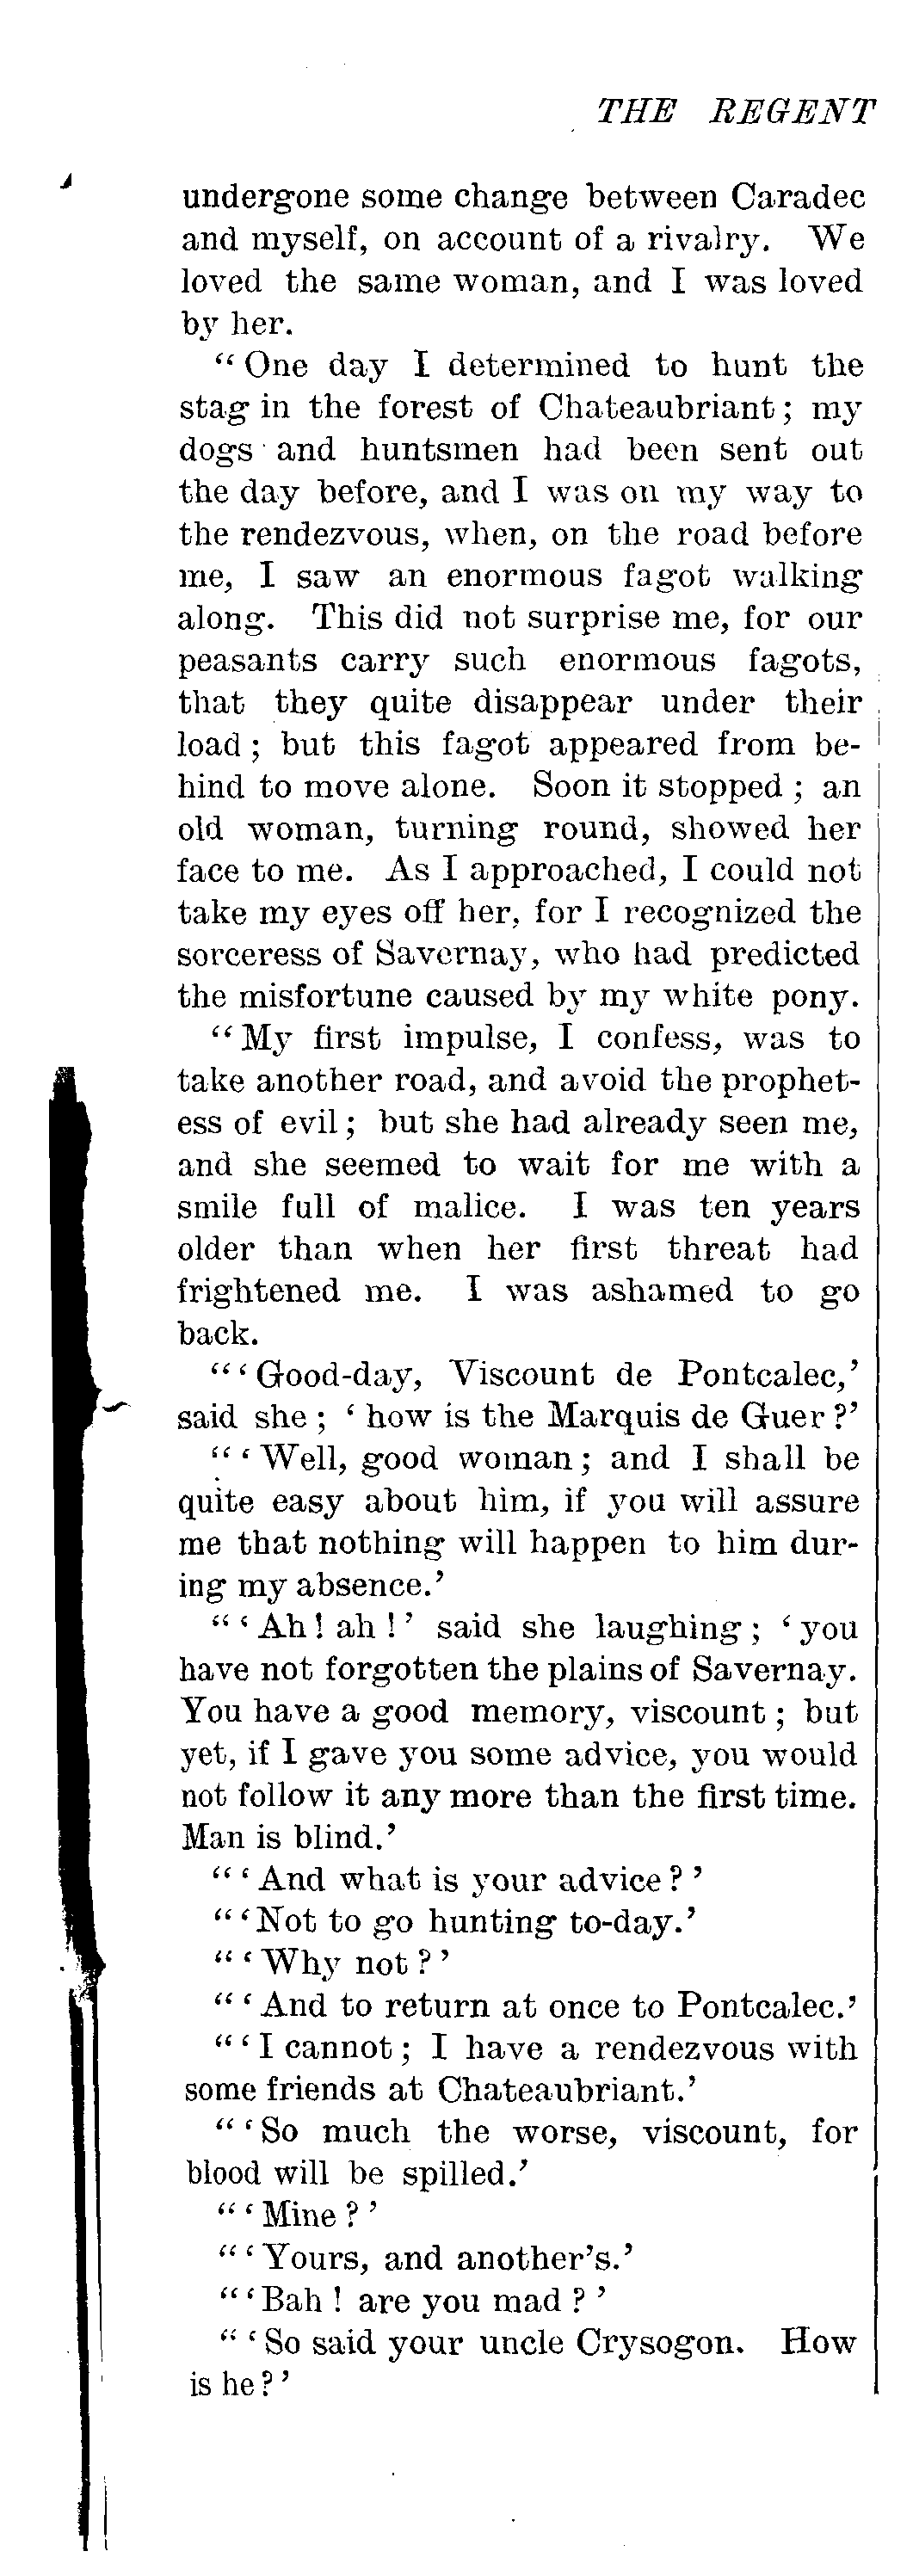 THE REGENT
undergone some change between Caradec
and myself, on account of a rivalry. We
loved the same woman, and I was loved
by her.
“One day I determined to hunt the
stag in the forest of Chateaubriant; my
dogs and huntsmen had been sent out
the day before, and I was on my way to
the rendezvous, when, on the road before
me, I saw an enormous fagot walking
along. This did not surprise me, for our
peasants carry such enormous fagots,
that they quite disappear under their
load; but this fagot appeared from be-
hind to move alone. Soon it stopped; an
old woman, turning round, showed her
face to me. As I approached, I could not
take my eyes off her, for I recognized the
sorceress of Savernay, who had predicted
the misfortune caused by my white pony.
“My first impulse, I confess, was to
take another road, and avoid the prophet-
ess of evil; but she had already seen me,
and she seemed to wait for me with a
smile full of malice. I was ten years
older than when her first threat had
frightened me. I was ashamed to go
back.
“‘Good-day, Viscount de Pontcalec,’
said she; ‘how is the Marquis de Guer?’
“‘Well, good woman; and I shall be
quite easy about him, if you will assure
me that nothing will happen to him dur-
ing my absence.’
“‘Ah! ah!’ said she laughing; ‘you
have not forgotten the plains of Savernay.
You have a good memory, viscount; but
yet, if I gave you some advice, you would
not follow it any more than the first time.
Man is blind.’
“‘And what is your advice?’
“‘Not to go hunting to-day.’
“‘Why not?’
“‘And to return at once to Pontcalec.’
“‘I cannot; I have a rendezvous with
some friends at Chateaubriant.’
“‘So much the worse, viscount, for
blood will be spilled.’
“‘Mine?’
“‘Yours, and another’s.’
“‘Bah! are you mad?’
“‘So said your uncle Crysogon. How
is he?’